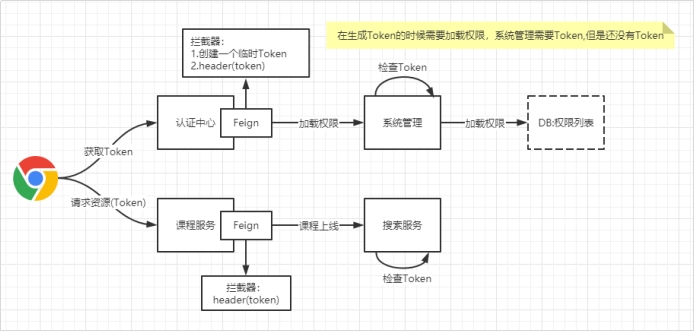 在生成Token的时候需要加载权限，系统管理需要Token,但是还没有Token
拦截器：
1.创建一个临时Token
2.header(token)
检查Token
认证中心
Feign
加载权限
系统管理
加载权限
DB:权限列表
获取Token
请求资源(Token)
课程服务
Feign
课程上线
搜素服务
检查Token
拦截器：
header(token)